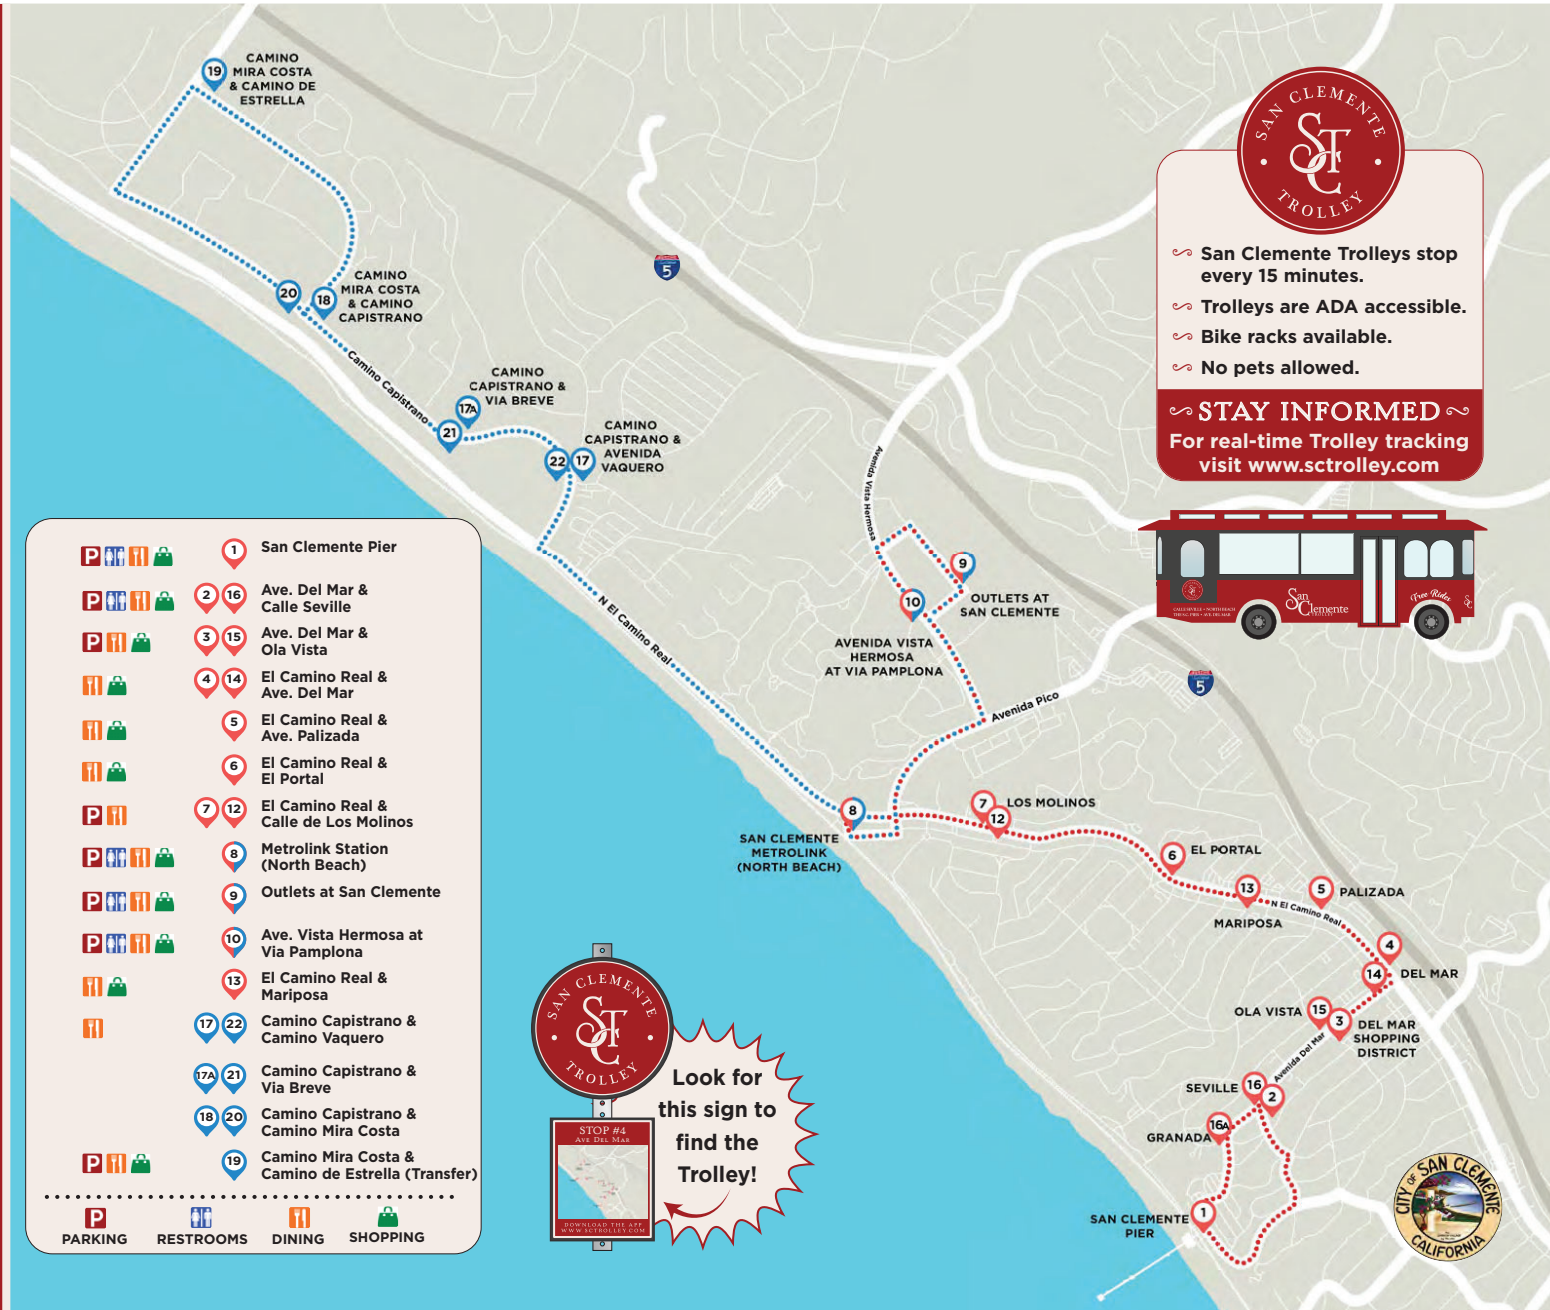 19
CAMINO
MIRA COSTA
& CAMINO DE
ESTRELLA
20
18
CAMINO
MIRA COSTA
& CAMINO
CAPISTRANO
Camino Capistrano
CAMINO
CAPISTRANO &
VIA BREVE
17A
21
CAMINO
CAPISTRANO &
AVENIDA
VAQUERO
22
17
5
N El Camino Real
Avenida Vista Hermosa
9
OUTLETS AT
SAN CLEMENTE
10
AVENIDA VISTA
HERMOSA
AT VIA PAMPLONA
Avenida Pico
5
8
SAN CLEMENTE
METROLINK
(NORTH BEACH)
7
LOS MOLINOS
12
6
EL PORTAL
13
MARIPOSA
N El Camino Real
5
PALIZADA
4
14
DEL MAR
OLA VISTA
15
3
DEL MAR
SHOPPING
DISTRICT
Avenida Del Mar
SEVILLE
16
2
16A
GRANADA
1
SAN CLEMENTE
PIER
SAN CLEMENTE
STC
TROLLEY
San Clemente Trolleys stop
every 15 minutes.
Trolleys are ADA accessible.
Bike racks available.
No pets allowed.
STAY INFORMED
For real-time Trolley tracking
visit www.sctrolley.com
San
Clemente
TROLLEY
Free Rides
P
1
San Clemente Pier
P
2 16
Ave. Del Mar &
Calle Seville
P
3 15
Ave. Del Mar &
Ola Vista
4 14
El Camino Real &
Ave. Del Mar
5
El Camino Real &
Ave. Palizada
6
El Camino Real &
El Portal
P
7 12
El Camino Real &
Calle de Los Molinos
P
8
Metrolink Station
(North Beach)
P
9
Outlets at San Clemente
P
10
Ave. Vista Hermosa at
Via Pamplona
13
El Camino Real &
Mariposa
17 22
Camino Capistrano &
Camino Vaquero
17A 21
Camino Capistrano &
Via Breve
18 20
Camino Capistrano &
Camino Mira Costa
P
19
Camino Mira Costa &
Camino de Estrella (Transfer)
P
PARKING
RESTROOMS
DINING
SHOPPING
SAN CLEMENTE
STC
TROLLEY
STOP #4
AVE DEL MAR
DOWNLOAD THE APP
WWW.SCTROLLEY.COM
Look for
this sign to
find the
Trolley!
CITY OF SAN CLEMENTE
CALIFORNIA